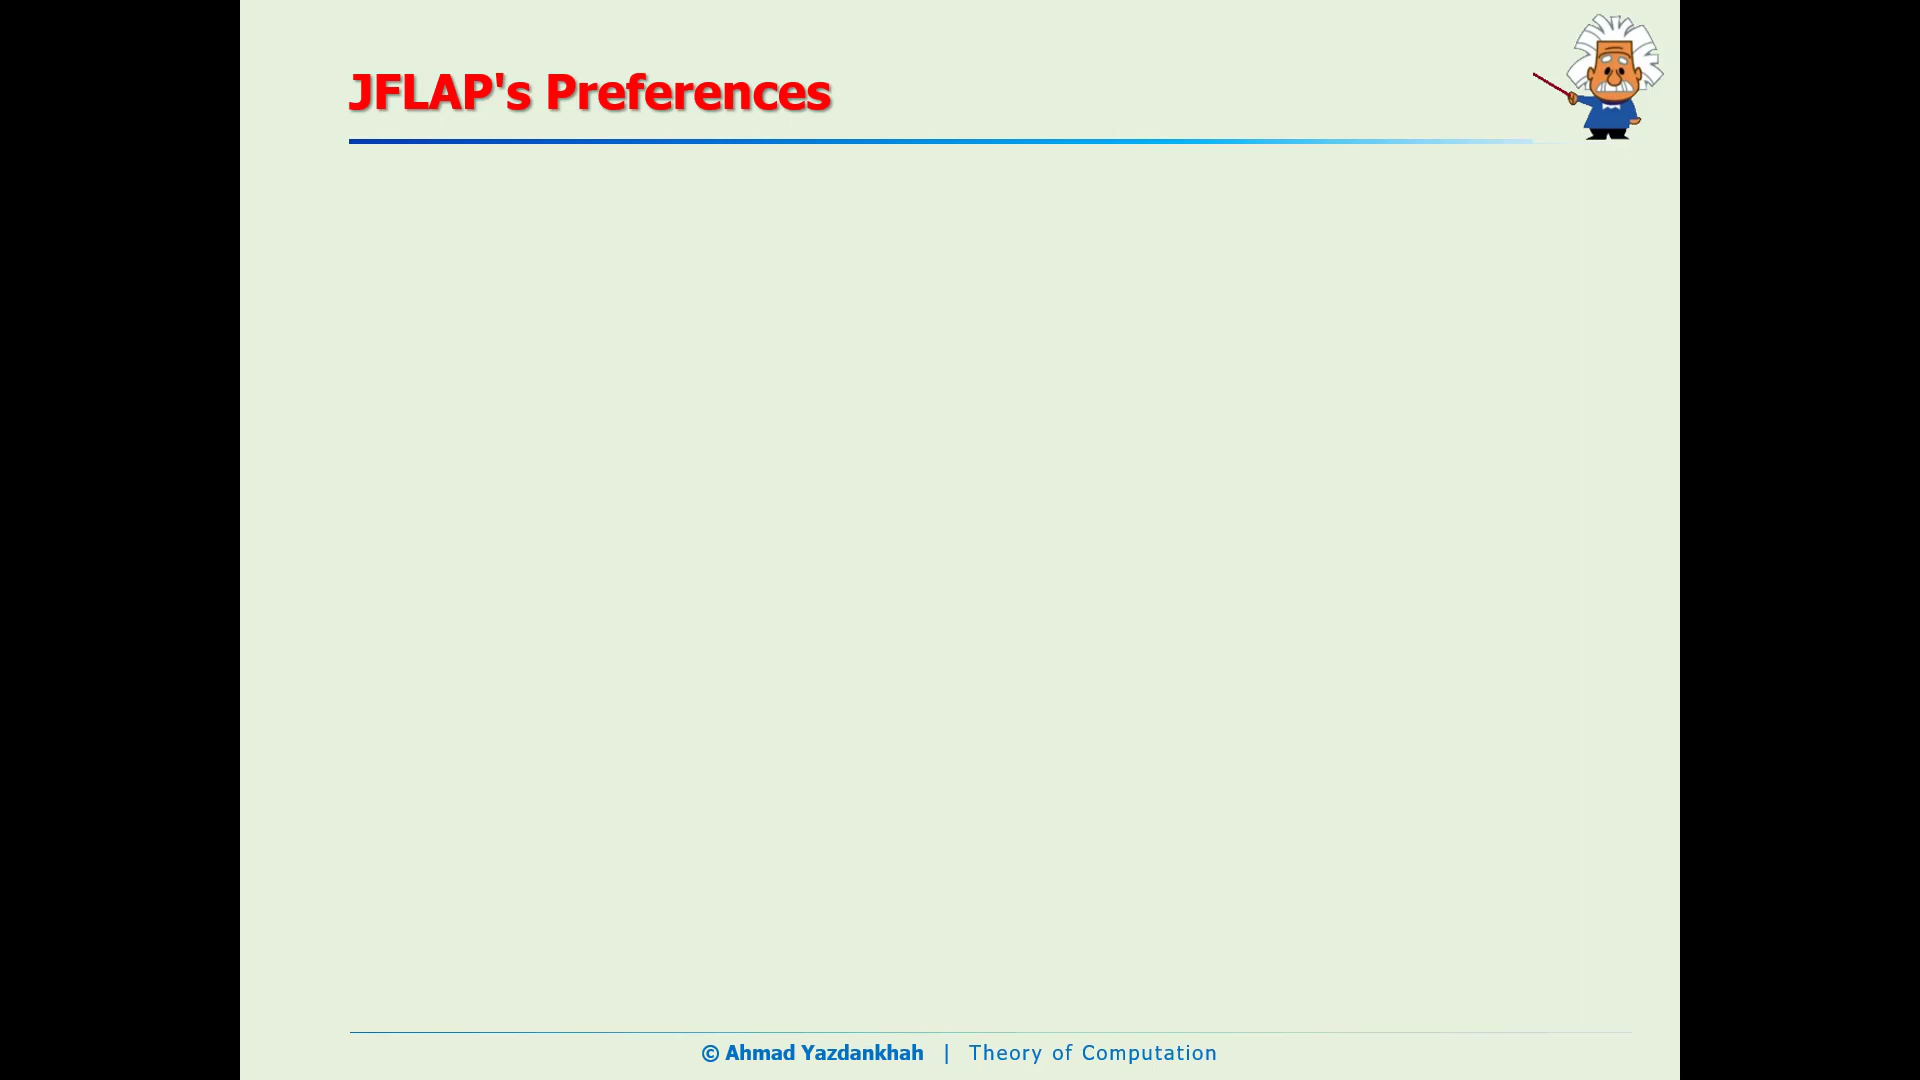 JFLAP's Preferences
© Ahmad Yazdankhah | Theory of Computation